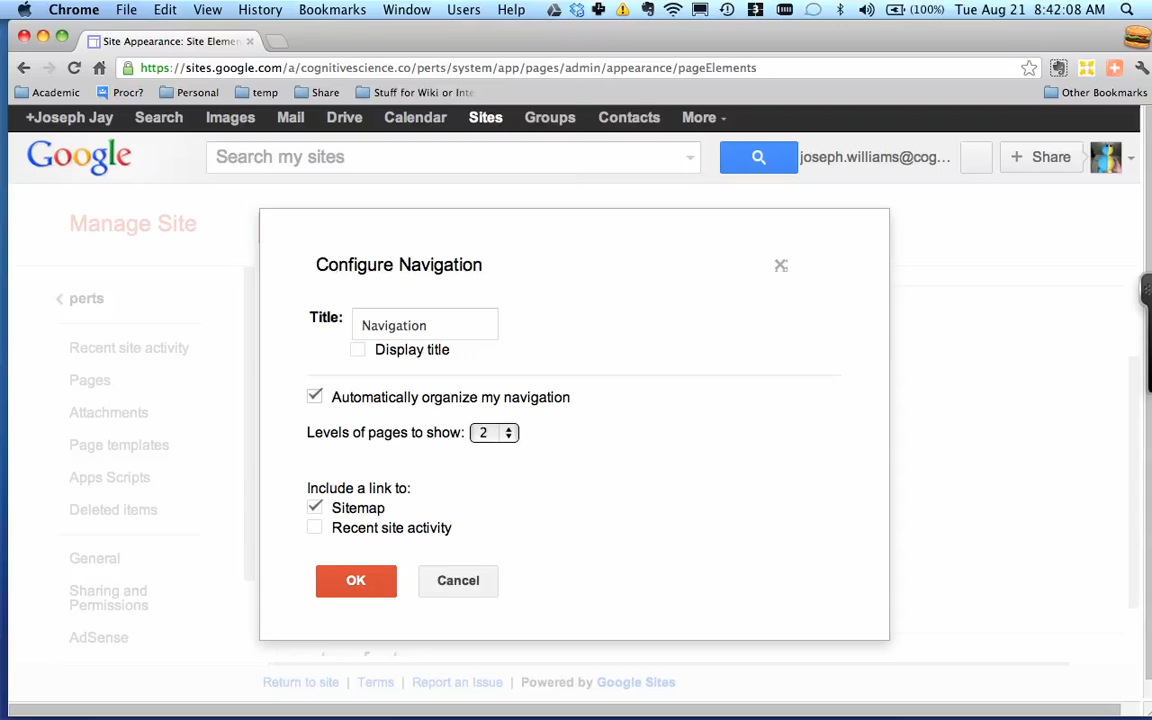 Chrome File Edit View History Bookmarks Window Users Help (100%) Tue Aug 21 8:42:08 AM
Site Appearance: Site Elemen
https://sites.google.com/a/cognitivescience.co/perts/system/app/pages/admin/appearance/pageElements
Academic Procr? Personal temp Share Stuff for Wiki or Inte Other Bookmarks
+Joseph Jay Search Images Mail Drive Calendar Sites Groups Contacts More
Google Search my sites joseph.williams@cog... + Share
Manage Site
Configure Navigation
perts
Title: Navigation
Recent site activity
Display title
Pages
Automatically organize my navigation
Attachments
Levels of pages to show: 2
Page templates
Apps Scripts
Include a link to:
Deleted items
Sitemap
Recent site activity
General
OK Cancel
Sharing and
Permissions
AdSense
Return to site | Terms | Report an Issue | Powered by Google Sites